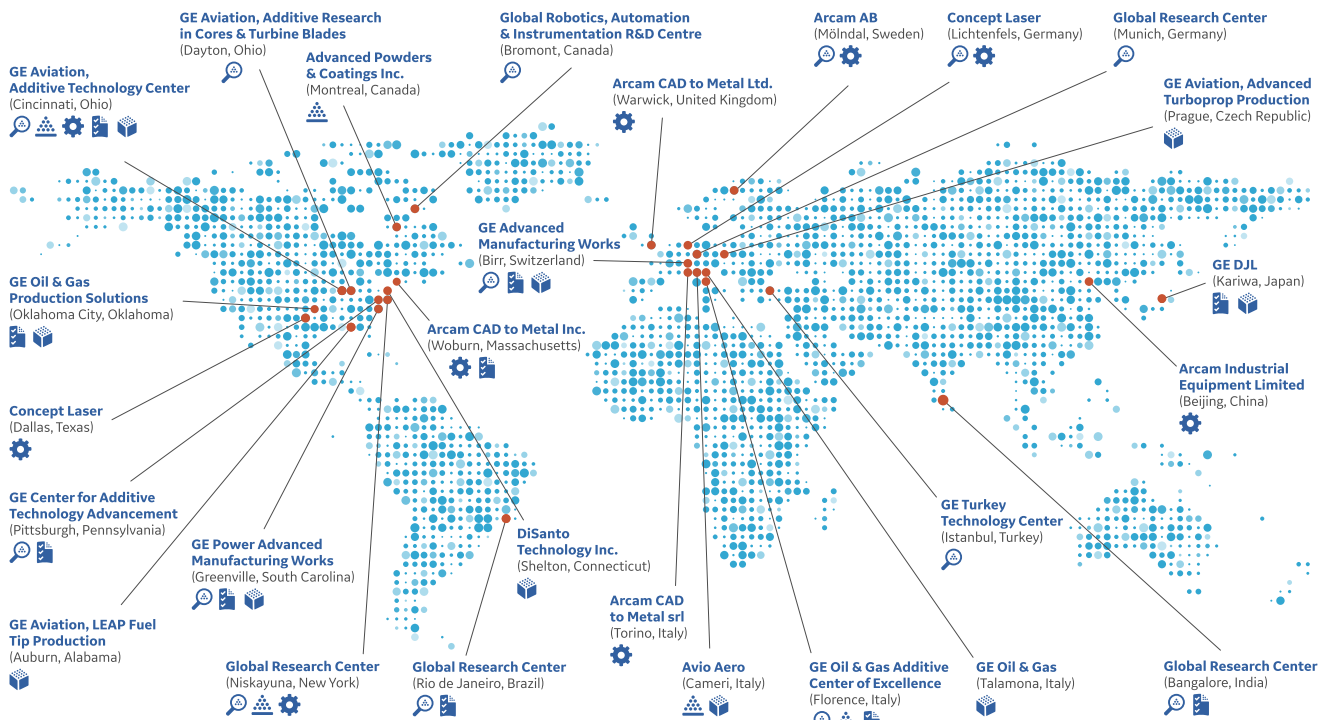 GE Aviation, Additive Research
in Cores & Turbine Blades
(Dayton, Ohio)
Global Robotics, Automation
& Instrumentation R&D Centre
(Bromont, Canada)
Arcam AB
(Mölndal, Sweden)
Concept Laser
(Lichtenfels, Germany)
Global Research Center
(Munich, Germany)
Advanced Powders
& Coatings Inc.
(Montreal, Canada)
GE Aviation,
Additive Technology Center
(Cincinnati, Ohio)
Arcam CAD to Metal Ltd.
(Warwick, United Kingdom)
GE Aviation, Advanced
Turboprop Production
(Prague, Czech Republic)
GE Advanced
Manufacturing Works
(Birr, Switzerland)
GE Oil & Gas
Production Solutions
(Oklahoma City, Oklahoma)
GE DJL
(Kariwa, Japan)
Arcam CAD to Metal Inc.
(Woburn, Massachusetts)
Arcam Industrial
Equipment Limited
(Beijing, China)
Concept Laser
(Dallas, Texas)
GE Center for Additive
Technology Advancement
(Pittsburgh, Pennsylvania)
GE Turkey
Technology Center
(Istanbul, Turkey)
GE Power Advanced
Manufacturing Works
(Greenville, South Carolina)
DiSanto
Technology Inc.
(Shelton, Connecticut)
Arcam CAD
to Metal srl
(Torino, Italy)
GE Aviation, LEAP Fuel
Tip Production
(Auburn, Alabama)
Global Research Center
(Niskayuna, New York)
Global Research Center
(Rio de Janeiro, Brazil)
Avio Aero
(Cameri, Italy)
GE Oil & Gas Additive
Center of Excellence
(Florence, Italy)
GE Oil & Gas
(Talamona, Italy)
Global Research Center
(Bangalore, India)